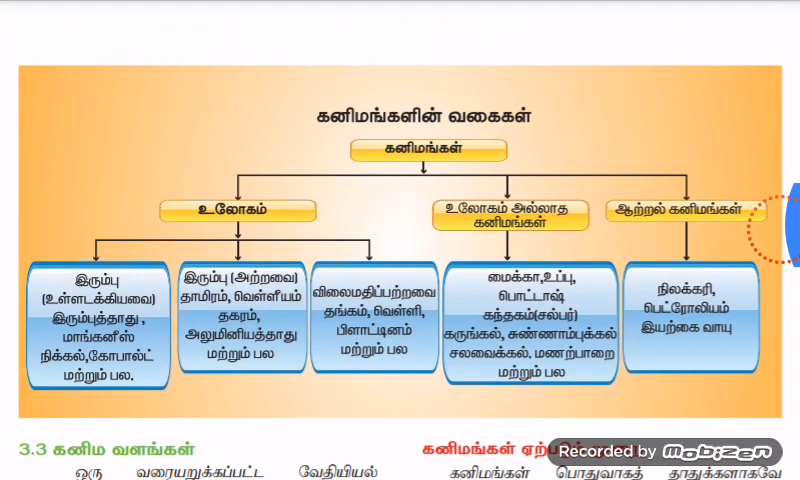 கனிமங்களின் வகைகள்
கனிமங்கள்
உலோகம்
உலோகம் அல்லாத
கனிமங்கள்
ஆற்றல் கனிமங்கள்
இரும்பு
(உள்ளடக்கியவை)
இரும்புத்தாது ,
மாங்கனீஸ்
நிக்கல்,கோபால்ட்
மற்றும் பல.
இரும்பு (அற்றவை)
தாமிரம், வெள்ளீயம்
தகரம்,
அலுமினியத்தாது
மற்றும் பல
விலைமதிப்பற்றவை
தங்கம், வெள்ளி,
பிளாட்டினம்
மற்றும் பல
மைக்கா,உப்பு,
பொட்டாஷ்
கந்தகம்(சல்பர்)
கருங்கல், சுண்ணாம்புக்கல்
சலவைக்கல். மணற்பாறை
மற்றும் பல
நிலக்கரி,
பெட்ரோலியம்
இயற்கை வாயு
3.3 கனிம வளங்கள்
ஒரு வரையறுக்கப்பட்ட வேதியியல்
கனிமங்கள்
கனிமங்கள் பொதுவாகத் தாதுக்களாகவே
Recorded by mobizen